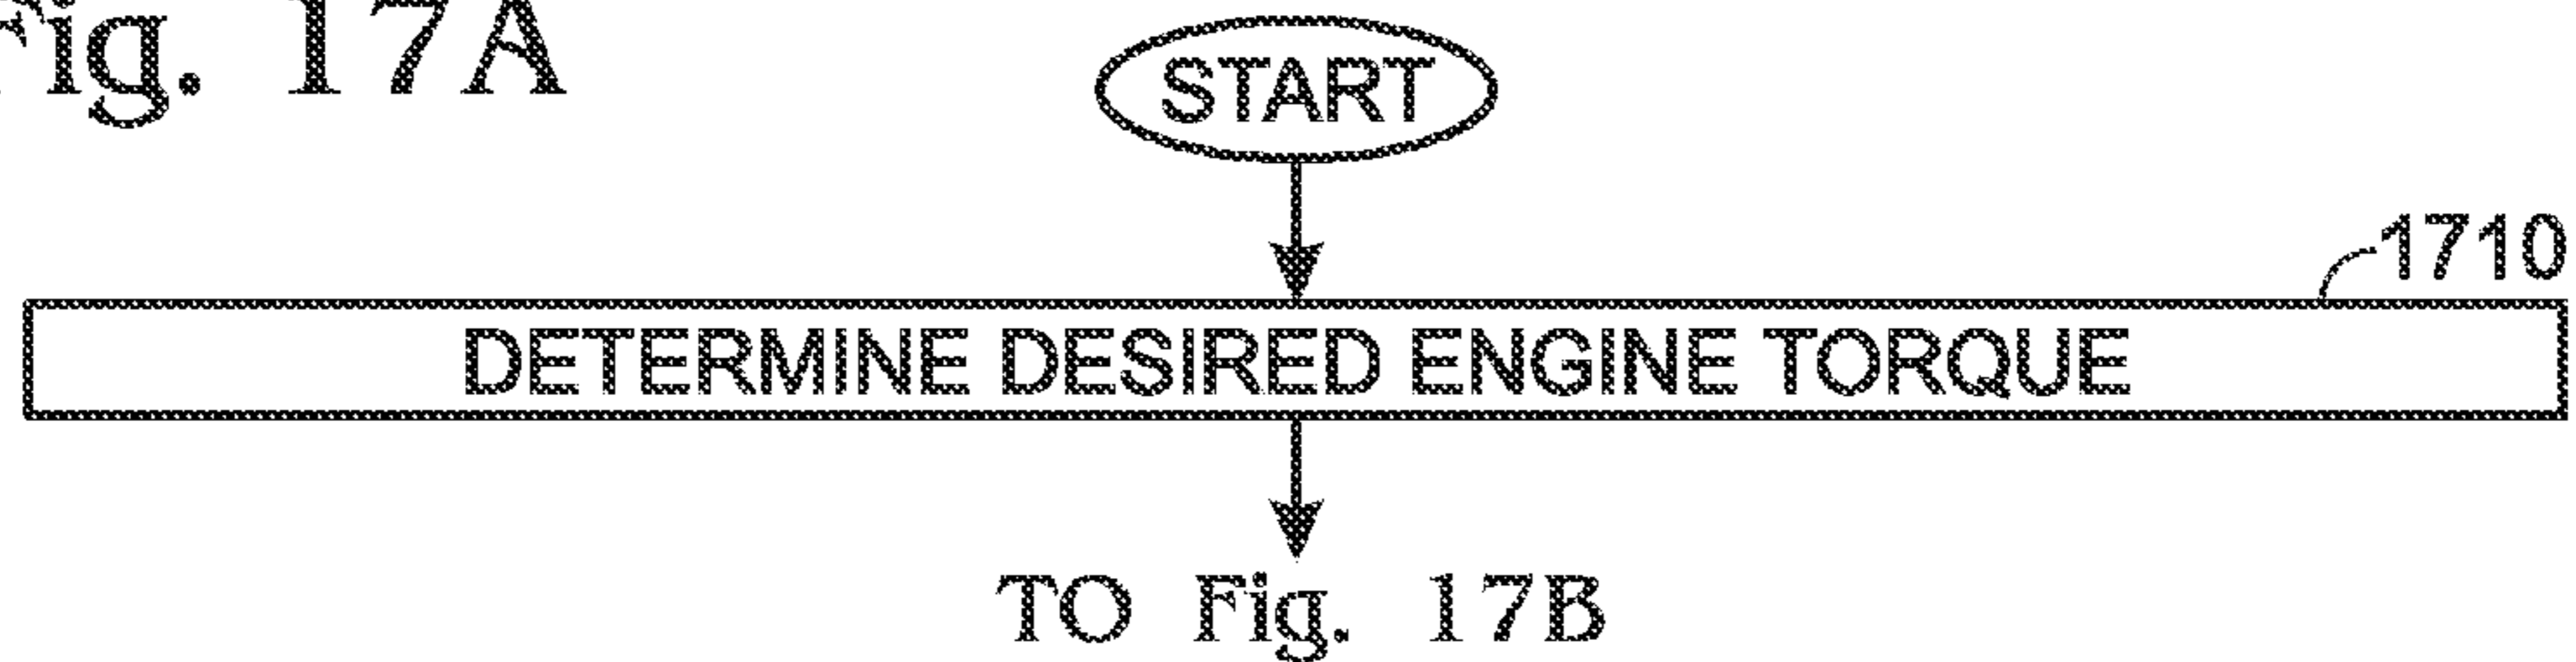 Fig. 17A
START
1710
DETERMINE DESIRED ENGINE TORQUE
TO Fig. 17B